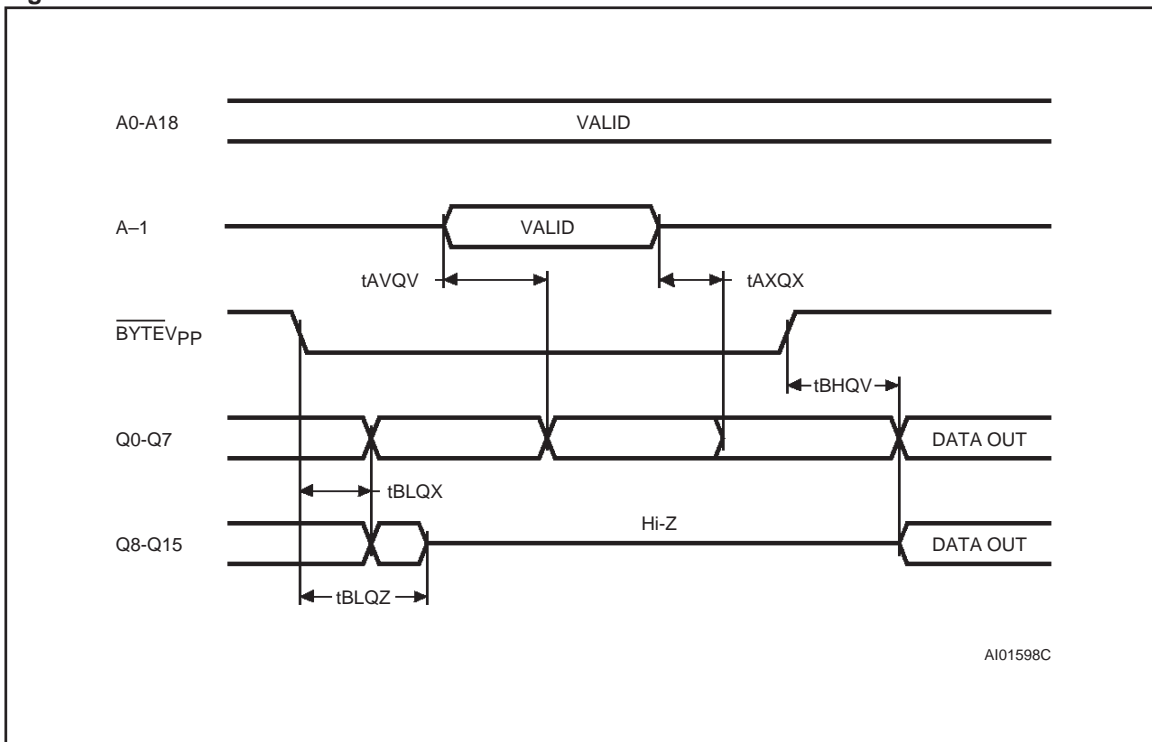 A0-A18
VALID
A–1
VALID
tAVQV
tAXQX
BYTEVPP
tBHQV
Q0-Q7
DATA OUT
tBLQX
Hi-Z
Q8-Q15
DATA OUT
tBLQZ
AI01598C